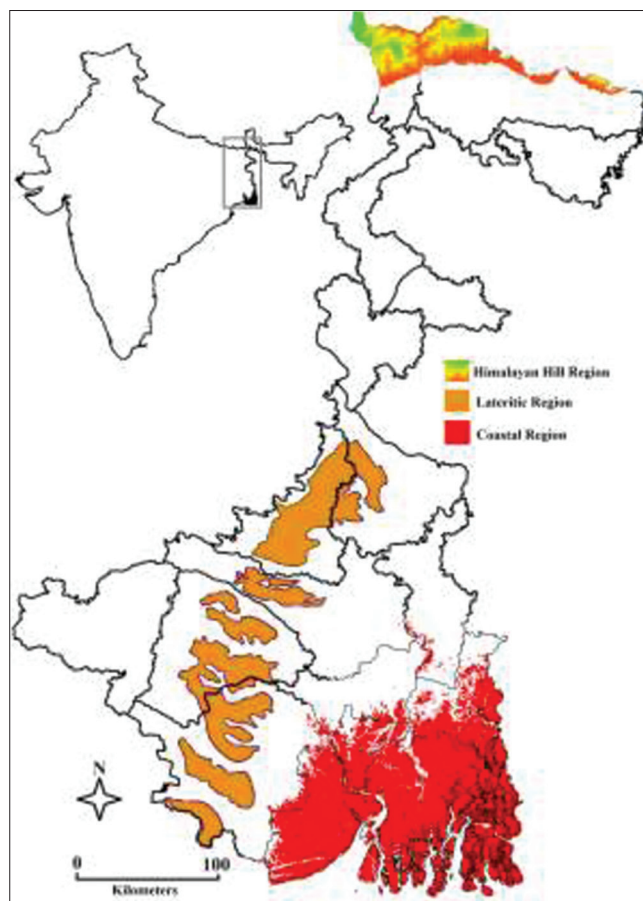 Himalayan Hill Region
Lateritic Region
Coastal Region
N
0 100
Kilometers